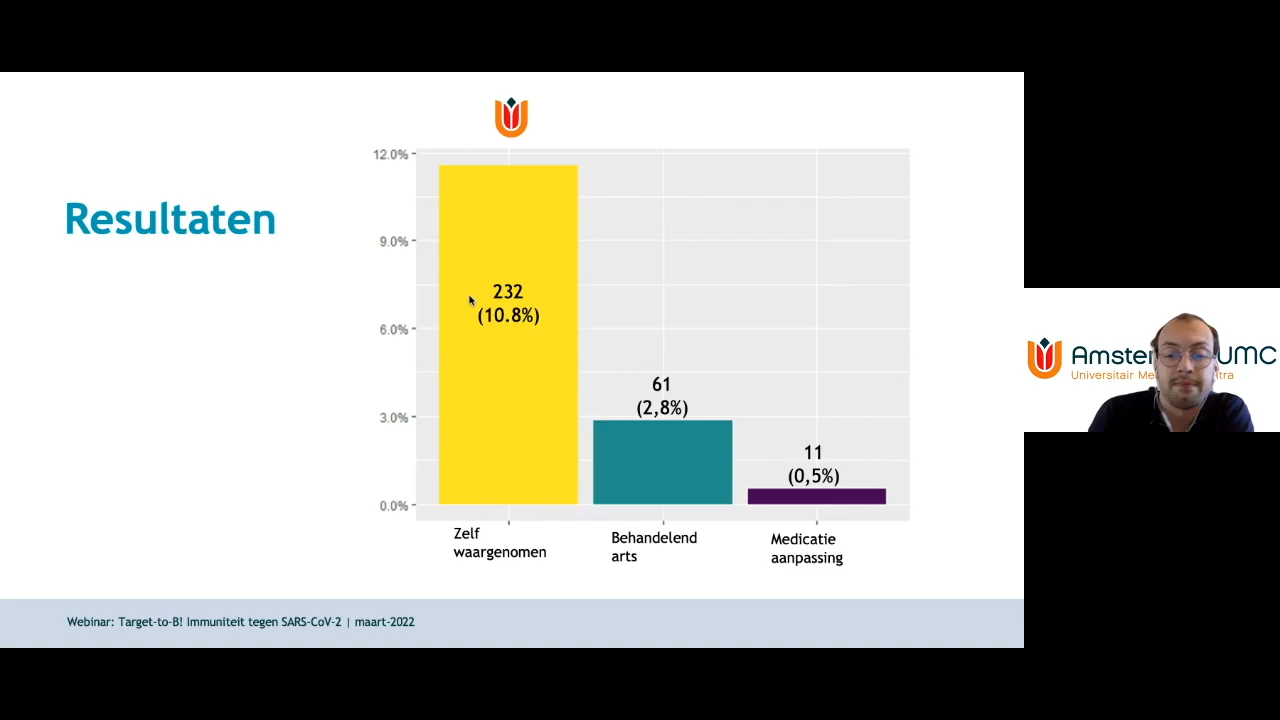 Resultaten
12.0%
9.0%
6.0%
3.0%
0.0%
232
(10.8%)
61
(2,8%)
11
(0,5%)
Zelf
waargenomen
Behandelend
arts
Medicatie
aanpassing
Webinar: Target-to-B! Immuniteit tegen SARS-CoV-2 | maart-2022
UMC
Universitair